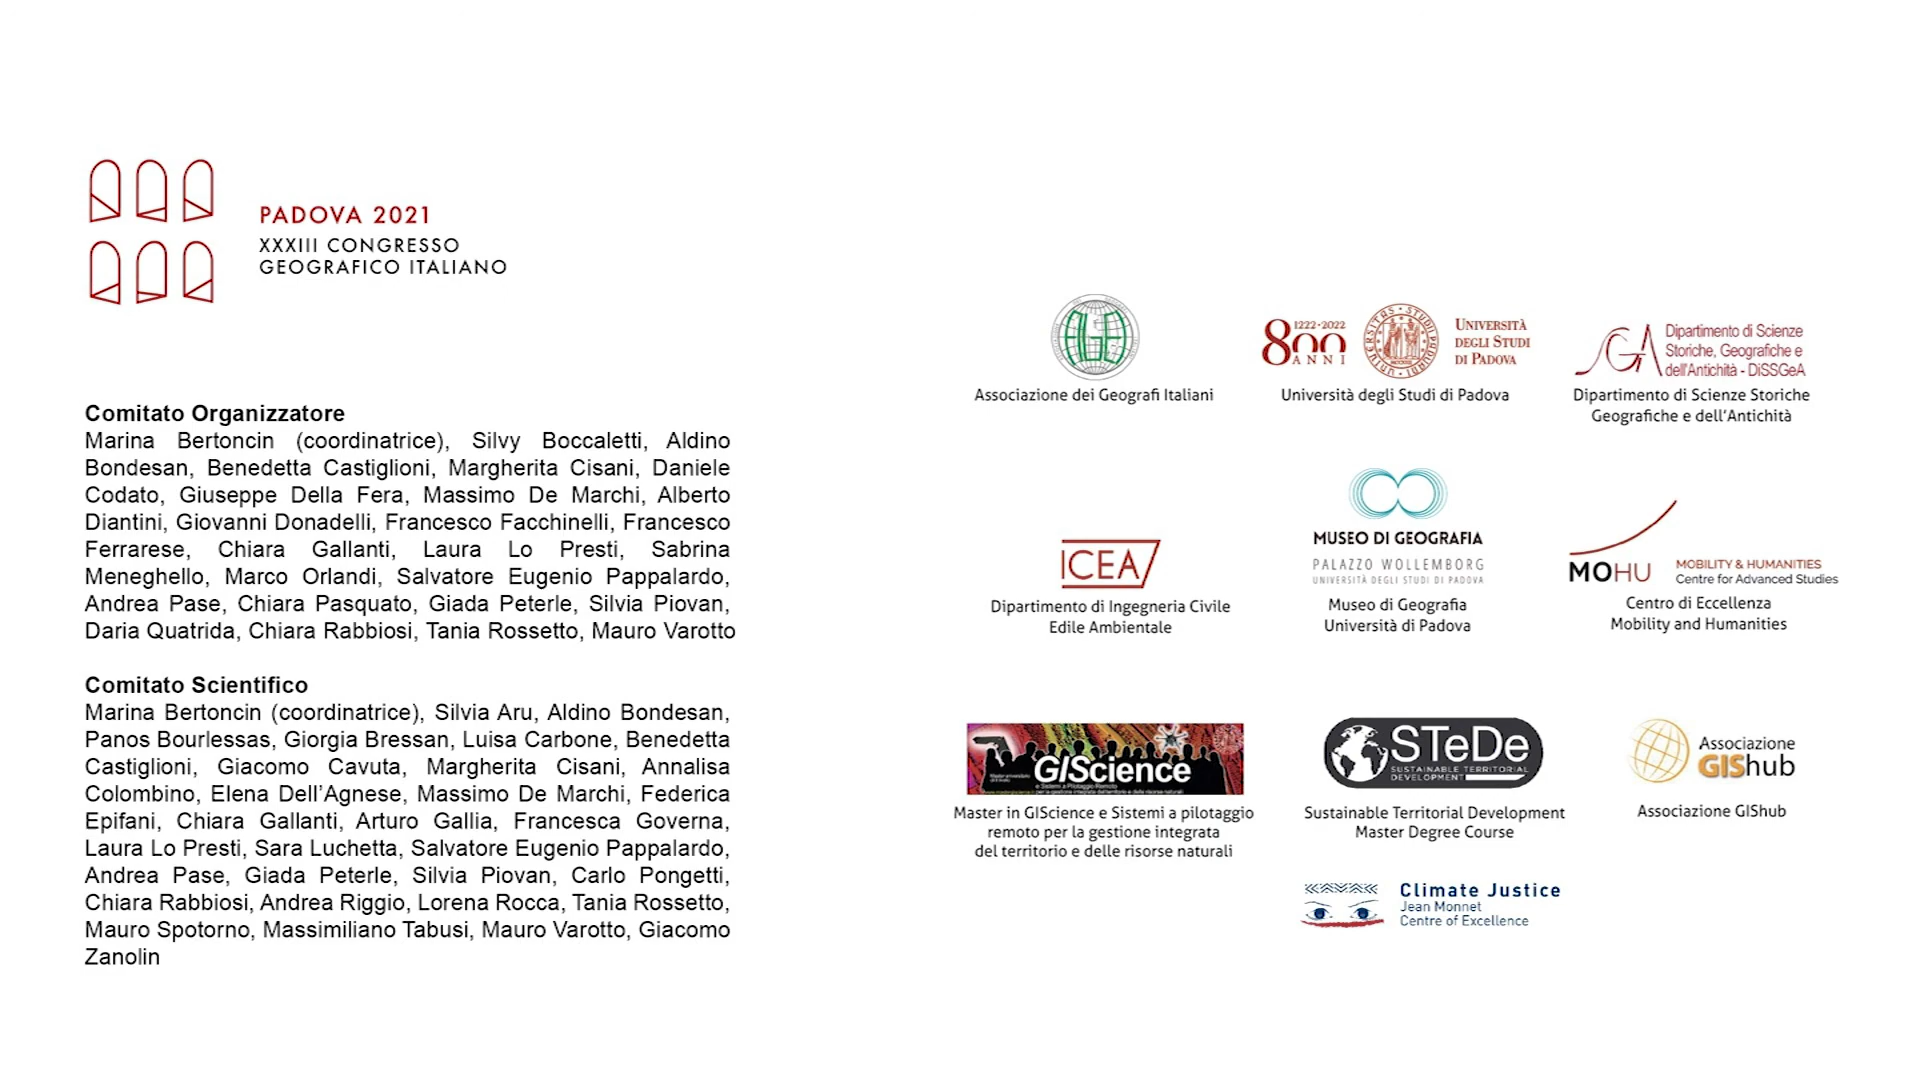 PADOVA 2021
XXXIII CONGRESSO
GEOGRAFICO ITALIANO
Comitato Organizzatore
Marina Bertoncin (coordinatrice), Silvy Boccaletti, Aldino
Bondesan, Benedetta Castiglioni, Margherita Cisani, Daniele
Codato, Giuseppe Della Fera, Massimo De Marchi, Alberto
Diantini, Giovanni Donadelli, Francesco Facchinelli, Francesco
Ferrarese, Chiara Gallanti, Laura Lo Presti, Sabrina
Meneghello, Marco Orlandi, Salvatore Eugenio Pappalardo,
Andrea Pase, Chiara Pasquato, Giada Peterle, Silvia Piovan,
Daria Quatrida, Chiara Rabbiosi, Tania Rossetto, Mauro Varotto
Comitato Scientifico
Marina Bertoncin (coordinatrice), Silvia Aru, Aldino Bondesan,
Panos Bourlessas, Giorgia Bressan, Luisa Carbone, Benedetta
Castiglioni, Giacomo Cavuta, Margherita Cisani, Annalisa
Colombino, Elena Dell'Agnese, Massimo De Marchi, Federica
Epifani, Chiara Gallanti, Arturo Gallia, Francesca Governa,
Laura Lo Presti, Sara Luchetta, Salvatore Eugenio Pappalardo,
Andrea Pase, Giada Peterle, Silvia Piovan, Carlo Pongetti,
Chiara Rabbiosi, Andrea Riggio, Lorena Rocca, Tania Rossetto,
Mauro Spotorno, Massimiliano Tabusi, Mauro Varotto, Giacomo
Zanolin
Associazione dei Geografi Italiani
1222·2022
800
ANNI
UNIVERSITÀ
DEGLI STUDI
DI PADOVA
Università degli Studi di Padova
Dipartimento di Scienze
Storiche, Geografiche e
dell'Antichità - DiSSGeA
Dipartimento di Scienze Storiche
Geografiche e dell'Antichità
ICEA
Dipartimento di Ingegneria Civile
Edile Ambientale
MUSEO DI GEOGRAFIA
PALAZZO WOLLEMBORG
UNIVERSITÀ DEGLI STUDI DI PADOVA
Museo di Geografia
Università di Padova
MOHU
MOBILITY & HUMANITIES
Centre for Advanced Studies
Centro di Eccellenza
Mobility and Humanities
GIScience
e Sistemi a Pilotaggio Remoto
Master in GIScience e Sistemi a pilotaggio
remoto per la gestione integrata
del territorio e delle risorse naturali
STeDe
SUSTAINABLE TERRITORIAL
DEVELOPMENT
Sustainable Territorial Development
Master Degree Course
Associazione
GIShub
Associazione GIShub
Climate Justice
Jean Monnet
Centre of Excellence